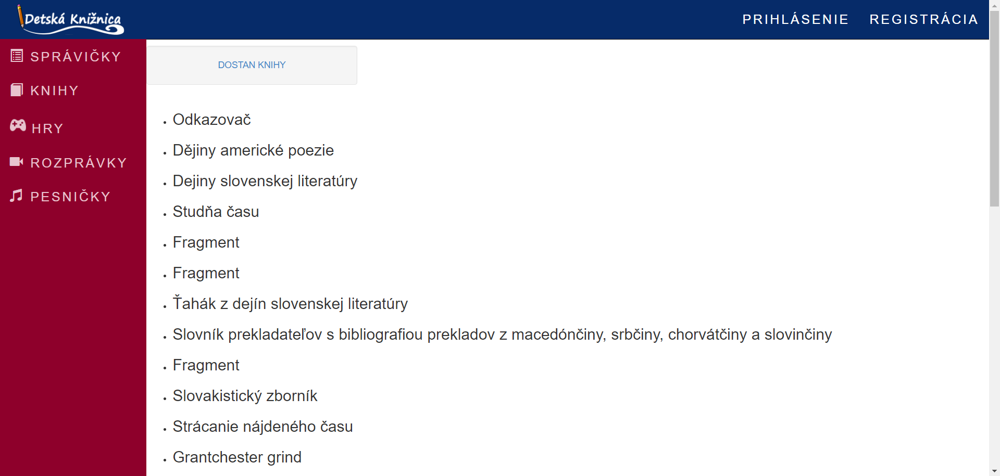 Detská Knižnica
PRIHLÁSENIE REGISTRÁCIA
SPRÁVIČKY
KNIHY
HRY
ROZPRÁVKY
PESNIČKY
DOSTAN KNIHY
Odkazovač
Dějiny americké poezie
Dejiny slovenskej literatúry
Studňa času
Fragment
Fragment
Ťahák z dejín slovenskej literatúry
Slovník prekladateľov s bibliografiou prekladov z macedónčiny, srbčiny, chorvátčiny a slovinčiny
Fragment
Slovakistický zborník
Strácanie nájdeného času
Grantchester grind